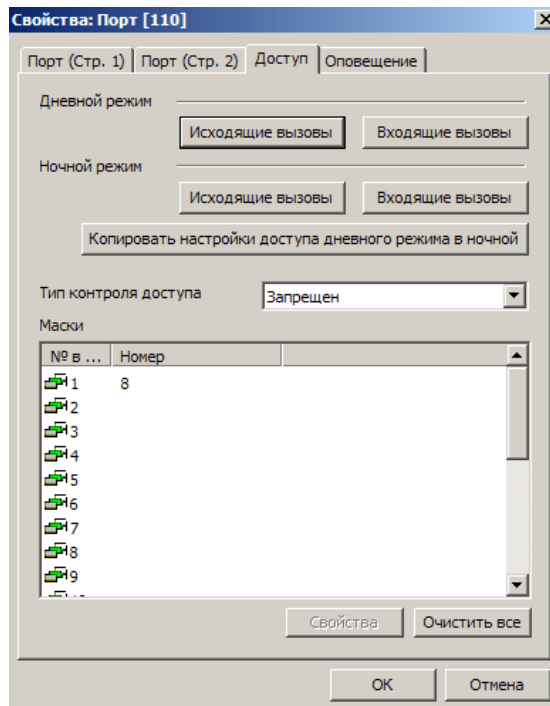 Свойства: Порт [110]
Порт (Стр. 1) Порт (Стр. 2) Доступ Оповещение
Дневной режим
Исходящие вызовы Входящие вызовы
Ночной режим
Исходящие вызовы Входящие вызовы
Копировать настройки доступа дневного режима в ночной
Тип контроля доступа Запрещен
Маски
№ в ... Номер
1 8
2
3
4
5
6
7
8
9
Свойства Очистить все
OK Отмена